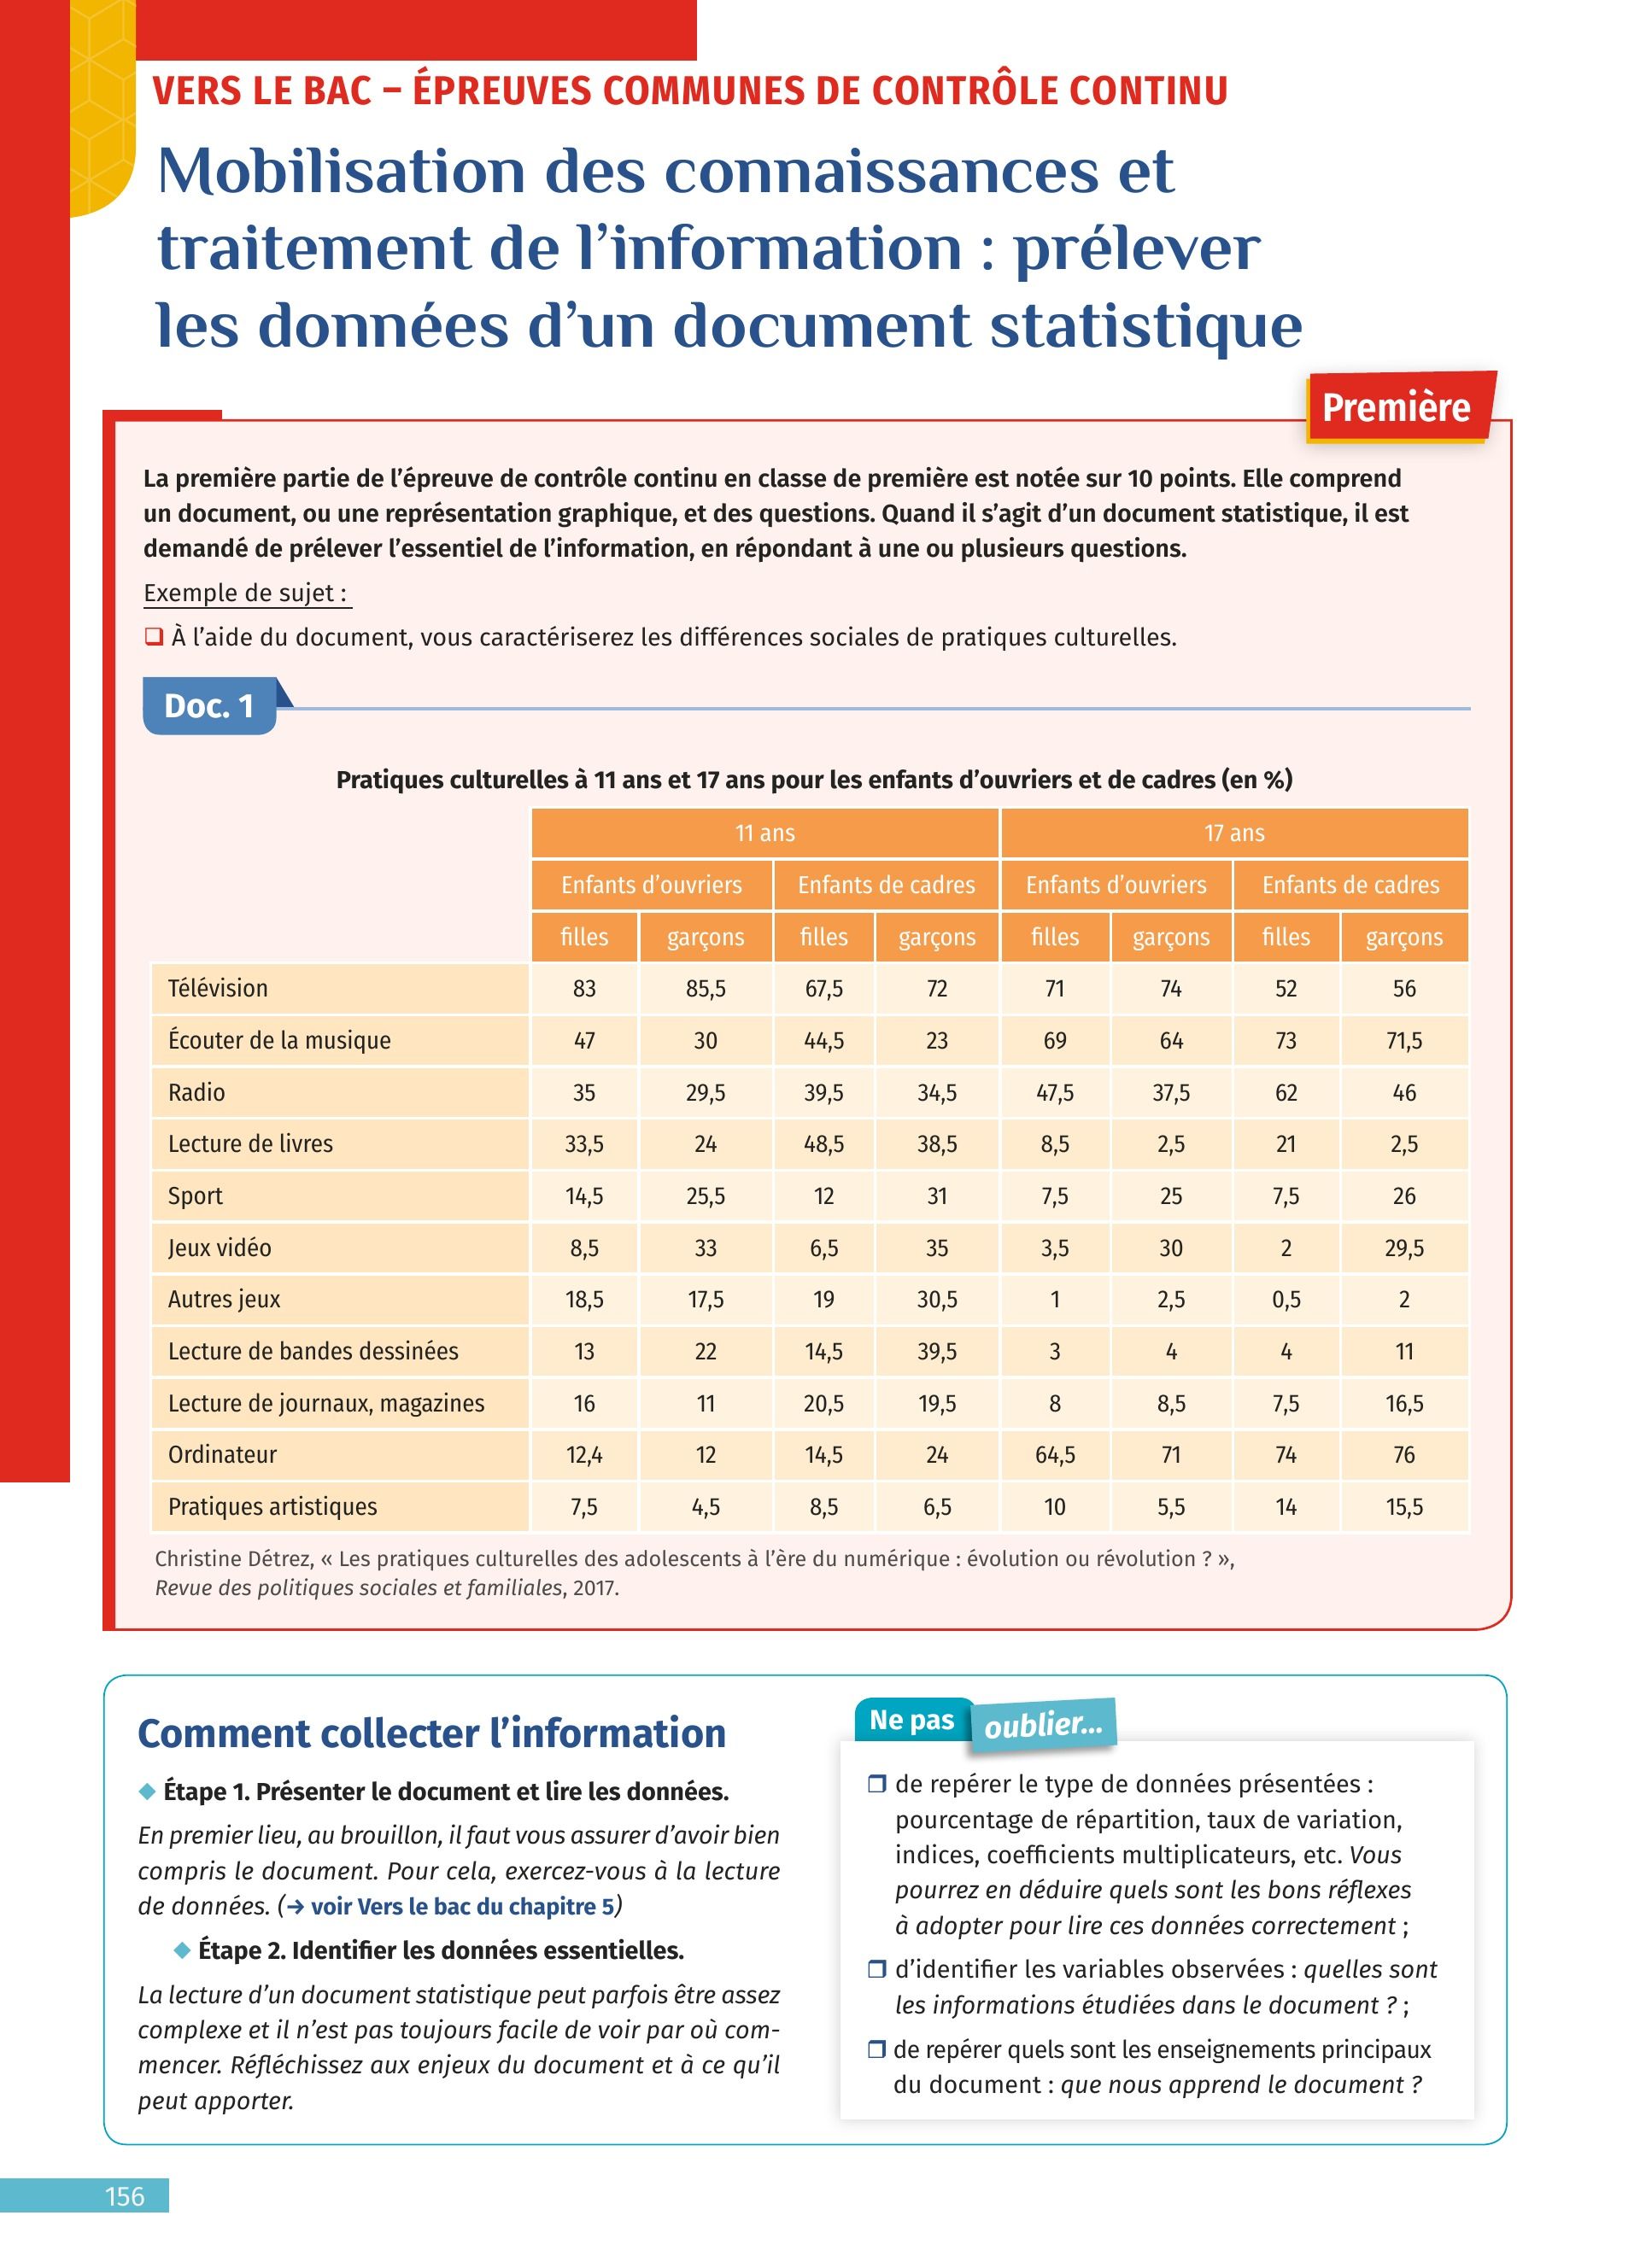 VERS LE BAC – ÉPREUVES COMMUNES DE CONTRÔLE CONTINU
Mobilisation des connaissances et
traitement de l’information : prélever
les données d’un document statistique
Première
La première partie de l’épreuve de contrôle continu en classe de première est notée sur 10 points. Elle comprend
un document, ou une représentation graphique, et des questions. Quand il s’agit d’un document statistique, il est
demandé de prélever l’essentiel de l’information, en répondant à une ou plusieurs questions.
Exemple de sujet :
❑ À l’aide du document, vous caractériserez les différences sociales de pratiques culturelles.
Doc. 1
Pratiques culturelles à 11 ans et 17 ans pour les enfants d’ouvriers et de cadres (en %)
11 ans 17 ans
Enfants d’ouvriers Enfants de cadres Enfants d’ouvriers Enfants de cadres
filles garçons filles garçons filles garçons filles garçons
Télévision 83 85,5 67,5 72 71 74 52 56
Écouter de la musique 47 30 44,5 23 69 64 73 71,5
Radio 35 29,5 39,5 34,5 47,5 37,5 62 46
Lecture de livres 33,5 24 48,5 38,5 8,5 2,5 21 2,5
Sport 14,5 25,5 12 31 7,5 25 7,5 26
Jeux vidéo 8,5 33 6,5 35 3,5 30 2 29,5
Autres jeux 18,5 17,5 19 30,5 1 2,5 0,5 2
Lecture de bandes dessinées 13 22 14,5 39,5 3 4 4 11
Lecture de journaux, magazines 16 11 20,5 19,5 8 8,5 7,5 16,5
Ordinateur 12,4 12 14,5 24 64,5 71 74 76
Pratiques artistiques 7,5 4,5 8,5 6,5 10 5,5 14 15,5
Christine Détrez, « Les pratiques culturelles des adolescents à l’ère du numérique : évolution ou révolution ? »,
Revue des politiques sociales et familiales, 2017.
Comment collecter l’information
◆ Étape 1. Présenter le document et lire les données.
En premier lieu, au brouillon, il faut vous assurer d’avoir bien
compris le document. Pour cela, exercez-vous à la lecture
de données. (→ voir Vers le bac du chapitre 5)
◆ Étape 2. Identifier les données essentielles.
La lecture d’un document statistique peut parfois être assez
complexe et il n’est pas toujours facile de voir par où com-
mencer. Réfléchissez aux enjeux du document et à ce qu’il
peut apporter.
Ne pas oublier...
❐ de repérer le type de données présentées :
pourcentage de répartition, taux de variation,
indices, coefficients multiplicateurs, etc. Vous
pourrez en déduire quels sont les bons réflexes
à adopter pour lire ces données correctement ;
❐ d’identifier les variables observées : quelles sont
les informations étudiées dans le document ? ;
❐ de repérer quels sont les enseignements principaux
du document : que nous apprend le document ?
156